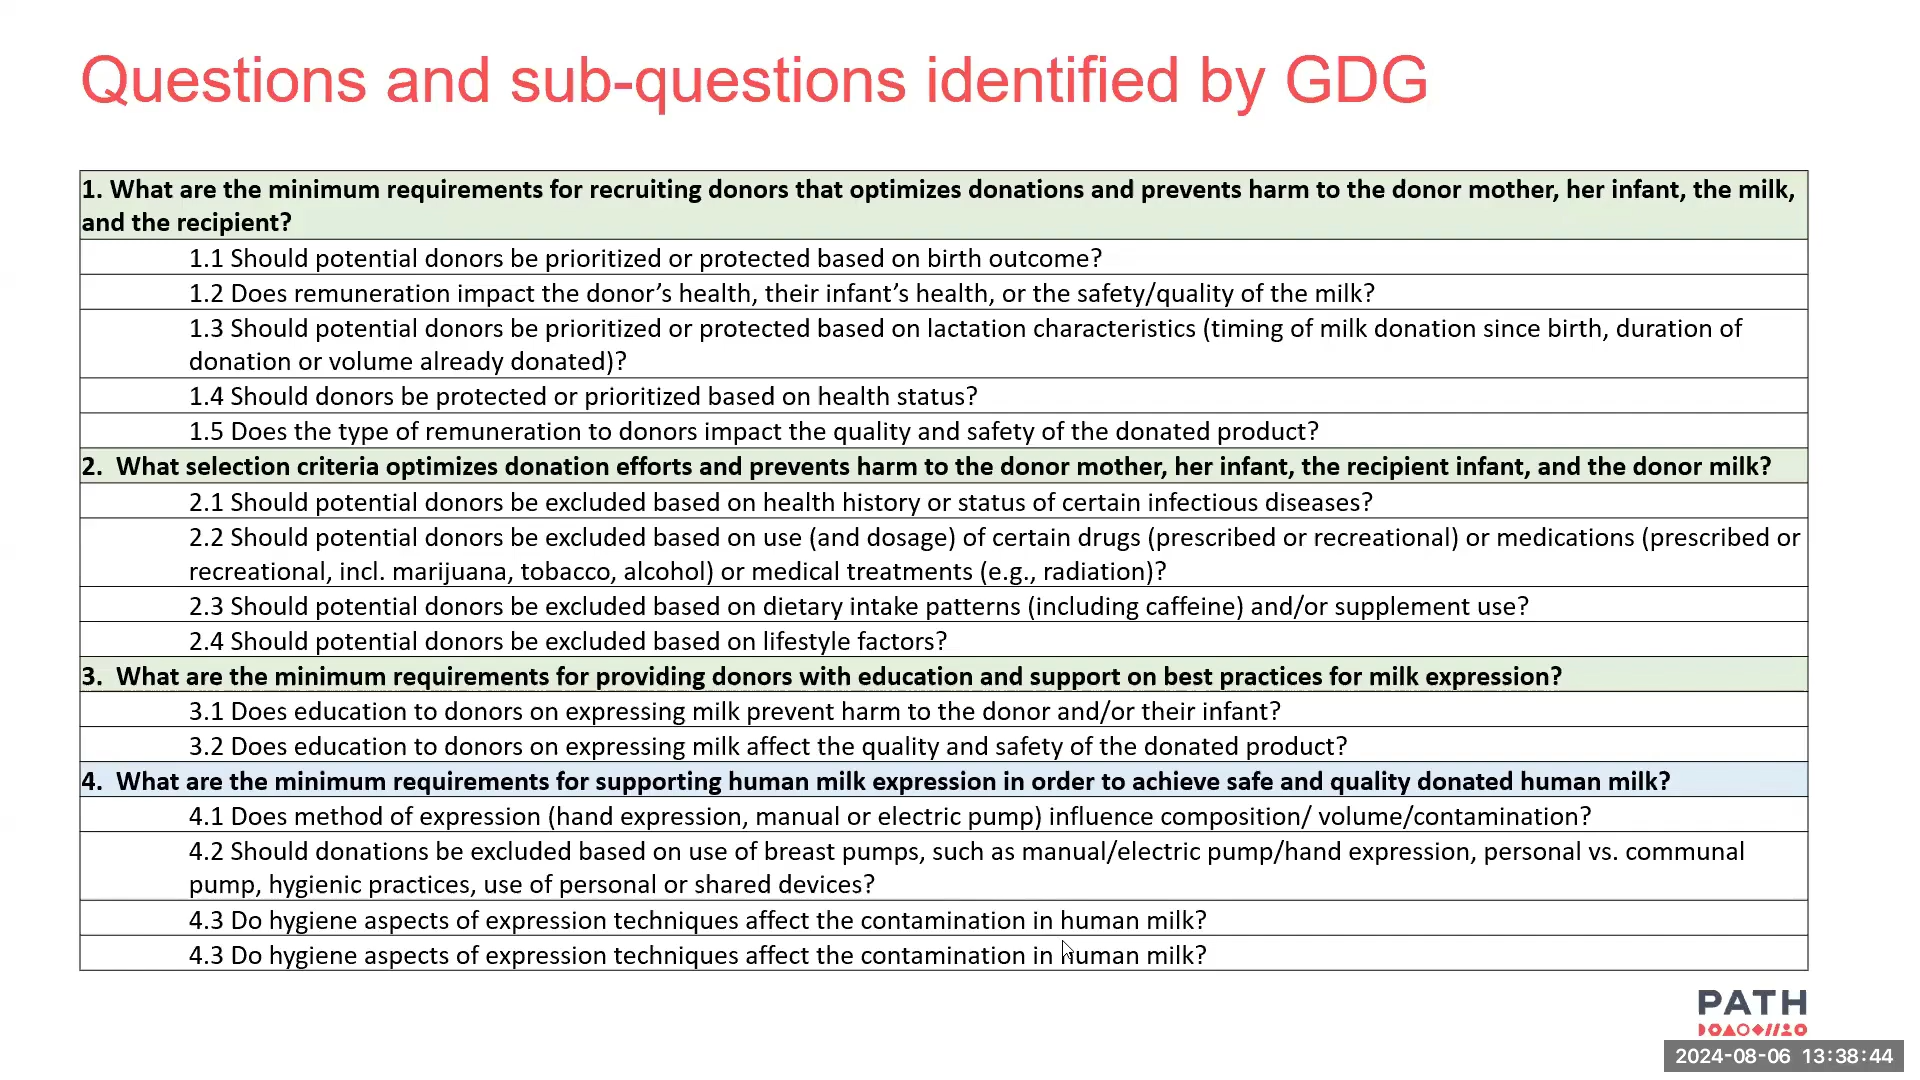 Questions and sub-questions identified by GDG
1. What are the minimum requirements for recruiting donors that optimizes donations and prevents harm to the donor mother, her infant, the milk,
and the recipient?
1.1 Should potential donors be prioritized or protected based on birth outcome?
1.2 Does remuneration impact the donor’s health, their infant’s health, or the safety/quality of the milk?
1.3 Should potential donors be prioritized or protected based on lactation characteristics (timing of milk donation since birth, duration of
donation or volume already donated)?
1.4 Should donors be protected or prioritized based on health status?
1.5 Does the type of remuneration to donors impact the quality and safety of the donated product?
2. What selection criteria optimizes donation efforts and prevents harm to the donor mother, her infant, the recipient infant, and the donor milk?
2.1 Should potential donors be excluded based on health history or status of certain infectious diseases?
2.2 Should potential donors be excluded based on use (and dosage) of certain drugs (prescribed or recreational) or medications (prescribed or
recreational, incl. marijuana, tobacco, alcohol) or medical treatments (e.g., radiation)?
2.3 Should potential donors be excluded based on dietary intake patterns (including caffeine) and/or supplement use?
2.4 Should potential donors be excluded based on lifestyle factors?
3. What are the minimum requirements for providing donors with education and support on best practices for milk expression?
3.1 Does education to donors on expressing milk prevent harm to the donor and/or their infant?
3.2 Does education to donors on expressing milk affect the quality and safety of the donated product?
4. What are the minimum requirements for supporting human milk expression in order to achieve safe and quality donated human milk?
4.1 Does method of expression (hand expression, manual or electric pump) influence composition/ volume/contamination?
4.2 Should donations be excluded based on use of breast pumps, such as manual/electric pump/hand expression, personal vs. communal
pump, hygienic practices, use of personal or shared devices?
4.3 Do hygiene aspects of expression techniques affect the contamination in human milk?
4.3 Do hygiene aspects of expression techniques affect the contamination in human milk?
PATH
2024-08-06 13:38:44